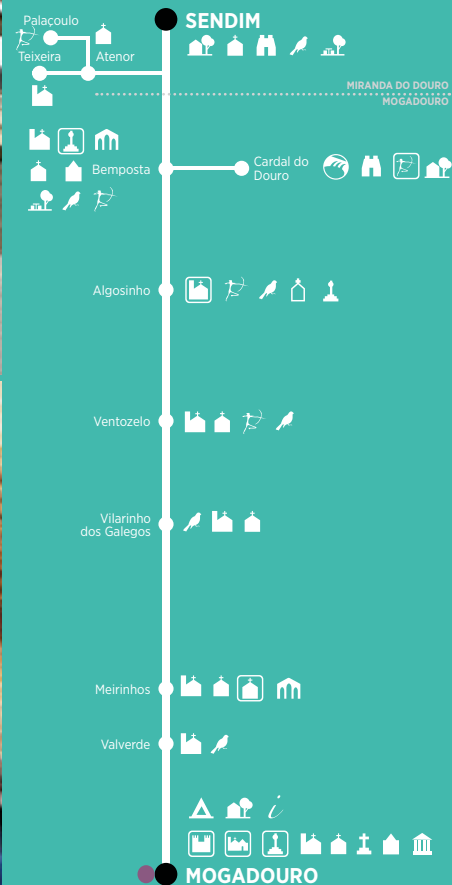 SENDIM
Palaçoulo
Teixeira
Atenor
MIRANDA DO DOURO
MOGADOURO
Bemposta
Cardal do
Douro
Algosinho
Ventozelo
Vilarinho
dos Galegos
Meirinhos
Valverde
i
MOGADOURO